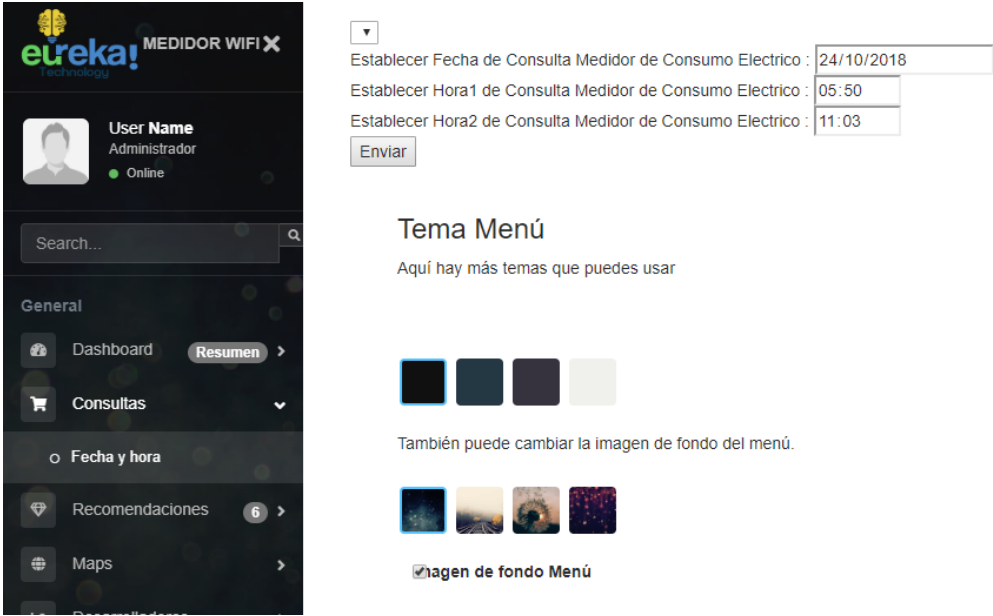 eureka!
Technology
MEDIDOR WIFI
User Name
Administrador
Online
Search...
General
Dashboard
Resumen
Consultas
Fecha y hora
Recomendaciones
6
Maps
Establecer Fecha de Consulta Medidor de Consumo Electrico : 24/10/2018
Establecer Hora1 de Consulta Medidor de Consumo Electrico : 05:50
Establecer Hora2 de Consulta Medidor de Consumo Electrico : 11:03
Enviar
Tema Menú
Aquí hay más temas que puedes usar
También puede cambiar la imagen de fondo del menú.
magen de fondo Menú